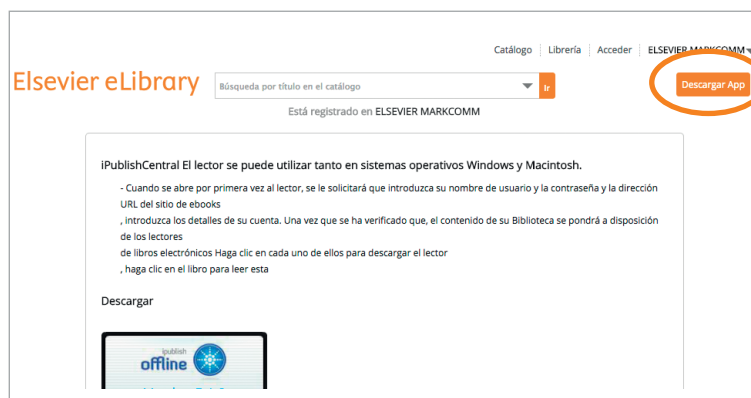 Catálogo Librería Acceder ELSEVIER MARKCOMM
Elsevier eLibrary
Búsqueda por título en el catálogo
Ir
Descargar App
Está registrado en ELSEVIER MARKCOMM
iPublishCentral El lector se puede utilizar tanto en sistemas operativos Windows y Macintosh.
- Cuando se abre por primera vez al lector, se le solicitará que introduzca su nombre de usuario y la contraseña y la dirección
URL del sitio de ebooks
, introduzca los detalles de su cuenta. Una vez que se ha verificado que, el contenido de su Biblioteca se pondrá a disposición
de los lectores
de libros electrónicos Haga clic en cada uno de ellos para descargar el lector
, haga clic en el libro para leer esta
Descargar
ipublish
offline